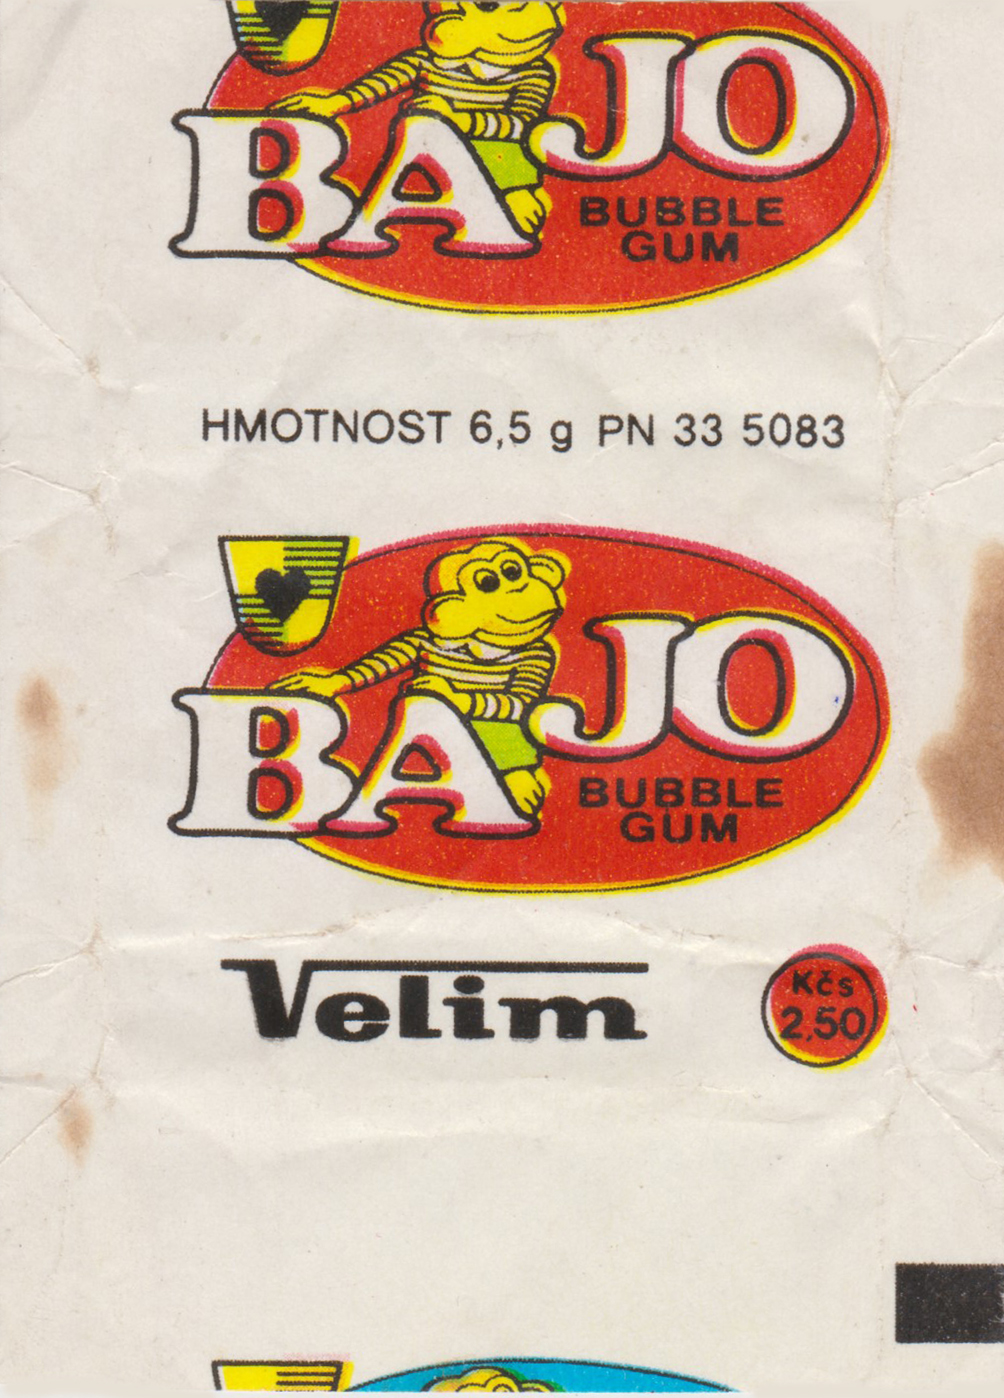 BAJO
BUBBLE
GUM
HMOTNOST 6,5 g PN 33 5083
BAJO
BUBBLE
GUM
Velim
Kčs
2,50